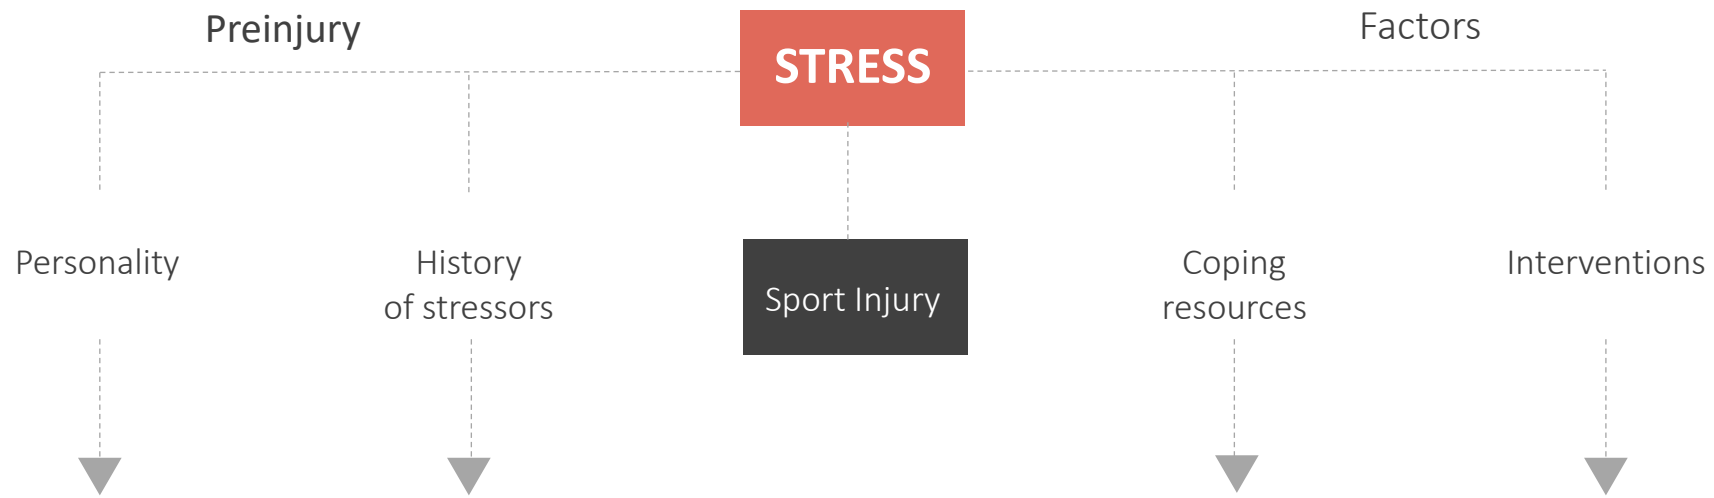 Preinjury
STRESS
Factors
Personality
History
of stressors
Sport Injury
Coping
resources
Interventions